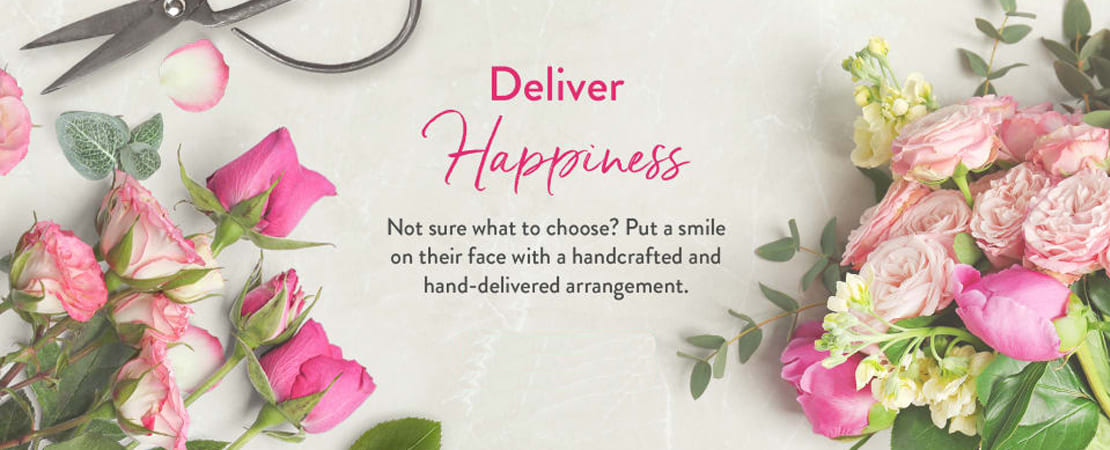 Deliver
Happiness
Not sure what to choose? Put a smile
on their face with a handcrafted and
hand-delivered arrangement.